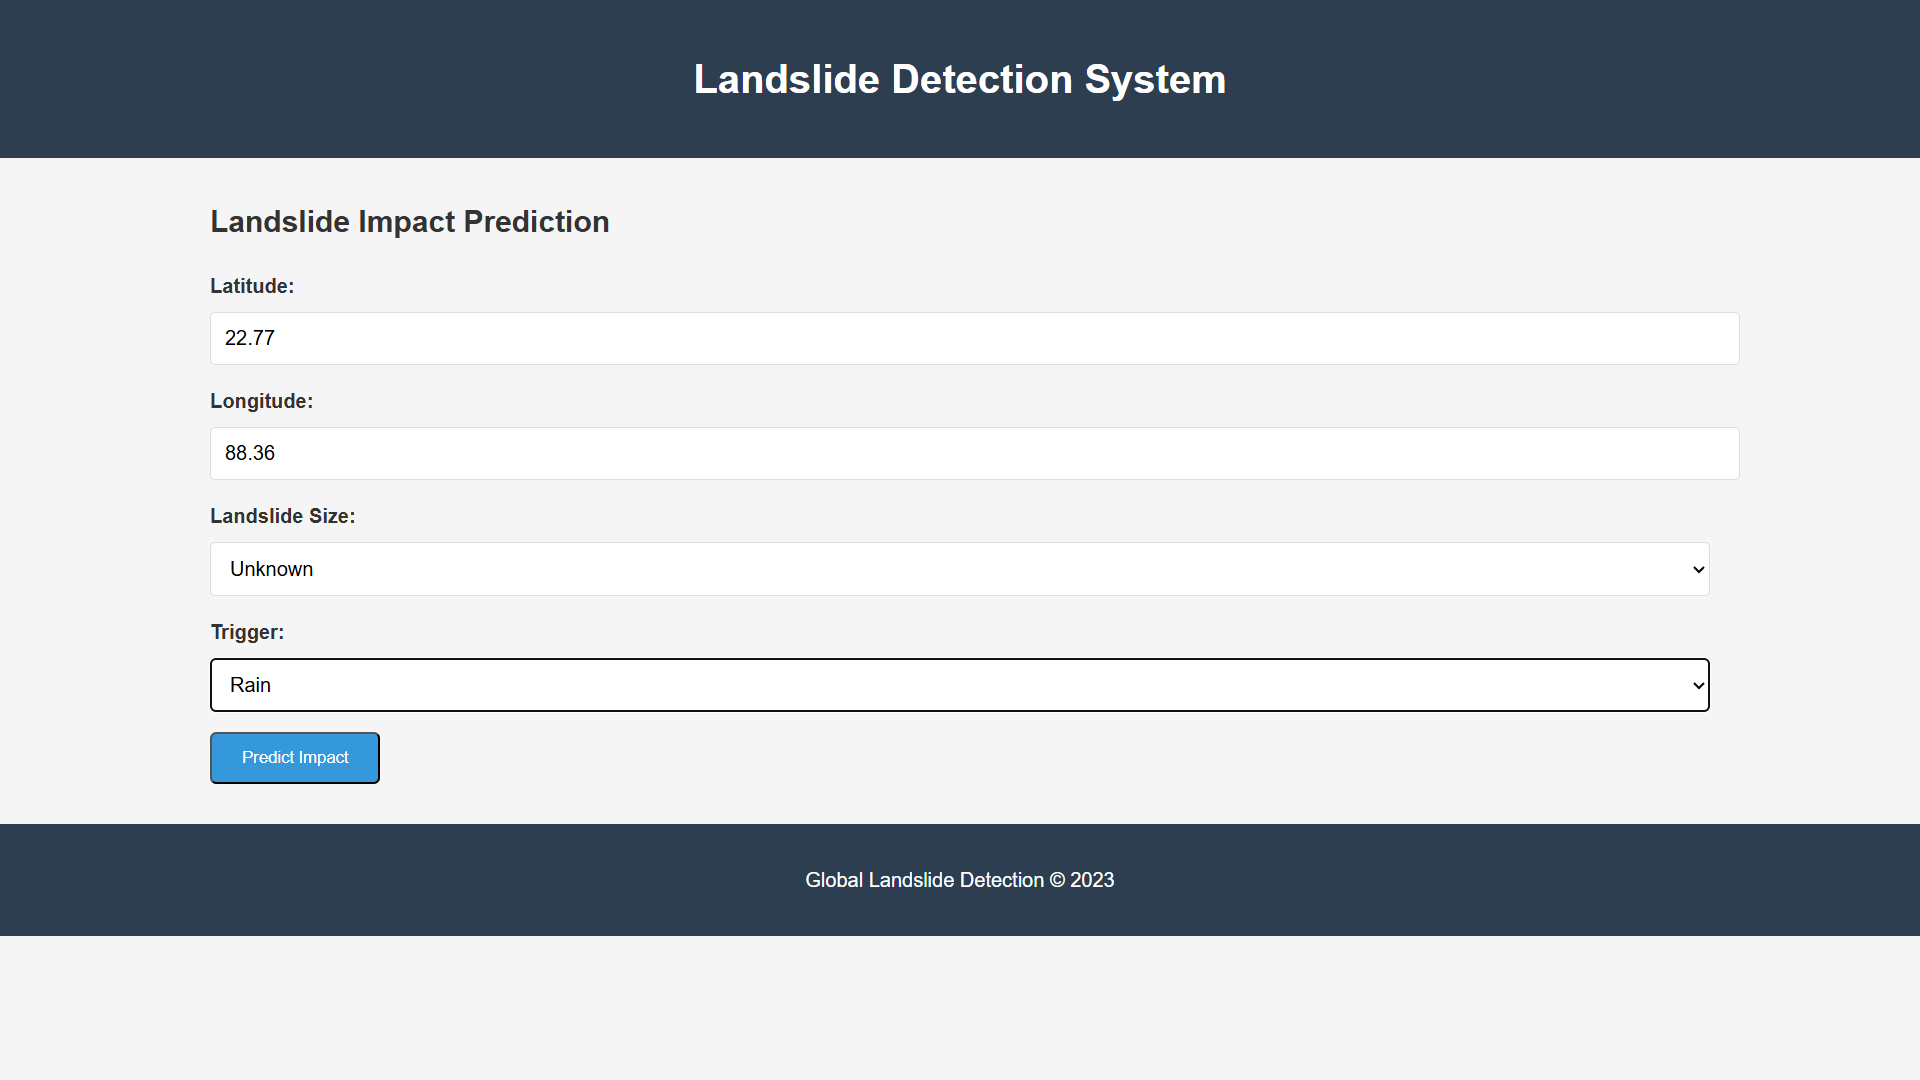 Landslide Detection System
Landslide Impact Prediction
Latitude:
22.77
Longitude:
88.36
Landslide Size:
Unknown
Trigger:
Rain
Predict Impact
Global Landslide Detection © 2023